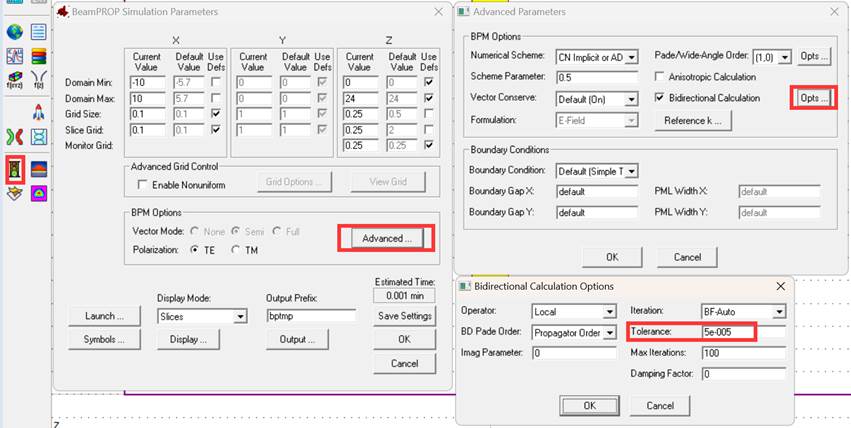 BeamPROP Simulation Parameters
X Y Z
Current Value Default Value Use Defs Current Value Default Value Use Defs Current Value Default Value Use Defs
Domain Min: -10 -5.7 0 0 0 0
Domain Max: 10 5.7 0 0 24 24
Grid Size: 0.1 0.1 1 1 0.25 0.5
Slice Grid: 0.1 0.1 1 1 0.25 2
Monitor Grid: 0.25 0.25
Advanced Grid Control
Enable Nonuniform Grid Options ... View Grid
BPM Options
Vector Mode: None Semi Full
Polarization: TE TM
Advanced ...
Estimated Time:
0.001 min
Display Mode: Output Prefix:
Launch ... Slices bptmp Save Settings
Symbols ... Display ... Output ... OK
Cancel
Advanced Parameters
BPM Options
Numerical Scheme: CN Implicit or AD Pade/Wide-Angle Order: (1,0) Opts ...
Scheme Parameter: 0.5 Anisotropic Calculation
Vector Conserve: Default (On) Bidirectional Calculation Opts ...
Formulation: E-Field Reference k ...
Boundary Conditions
Boundary Condition: Default (Simple T
Boundary Gap X: default PML Width X: default
Boundary Gap Y: default PML Width Y: default
OK Cancel
Bidirectional Calculation Options
Operator: Local Iteration: BF-Auto
BD Pade Order: Propagator Order Tolerance: 5e-005
Imag Parameter: 0 Max Iterations: 100
Damping Factor: 0
OK Cancel
Z